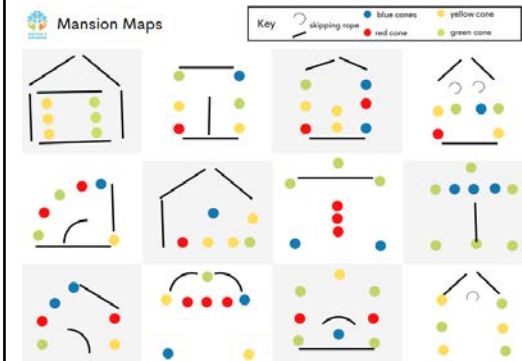 Mansion Maps
Key
skipping rope
blue cones
yellow cone
red cone
green cone